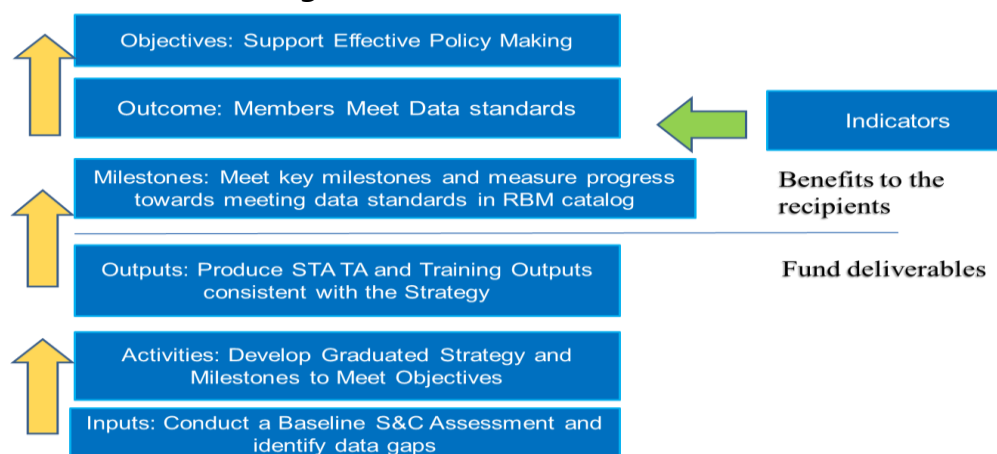 Objectives: Support Effective Policy Making
Outcome: Members Meet Data standards
Indicators
Milestones: Meet key milestones and measure progress
towards meeting data standards in RBM catalog
Benefits to the
recipients
Outputs: Produce STA TA and Training Outputs
consistent with the Strategy
Fund deliverables
Activities: Develop Graduated Strategy and
Milestones to Meet Objectives
Inputs: Conduct a Baseline S&C Assessment and
identify data gaps